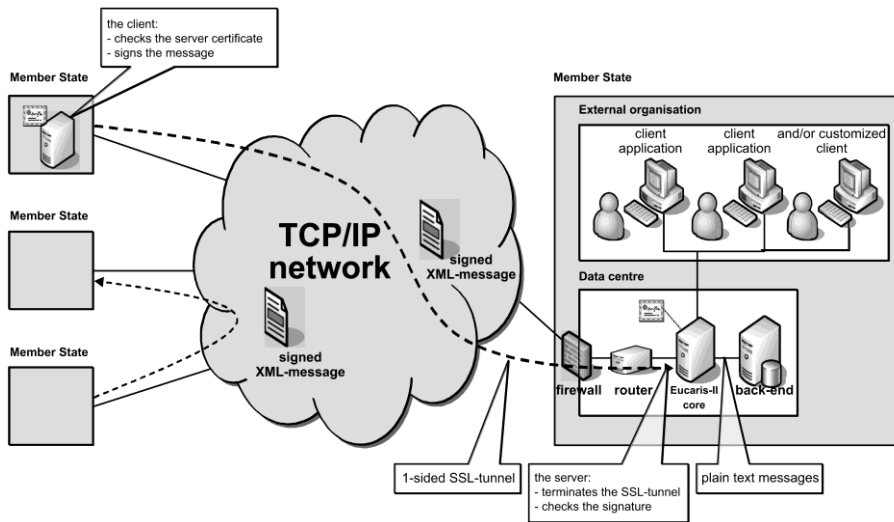 the client:
- checks the server certificate
- signs the message
Member State
Member State
External organisation
client
application
client
application
and/or customized
client
Member State
TCP/IP
network
signed
XML-message
signed
XML-message
Data centre
Member State
firewall
router
Eucaris-II
core
back-end
1-sided SSL-tunnel
the server:
- terminates the SSL-tunnel
- checks the signature
plain text messages